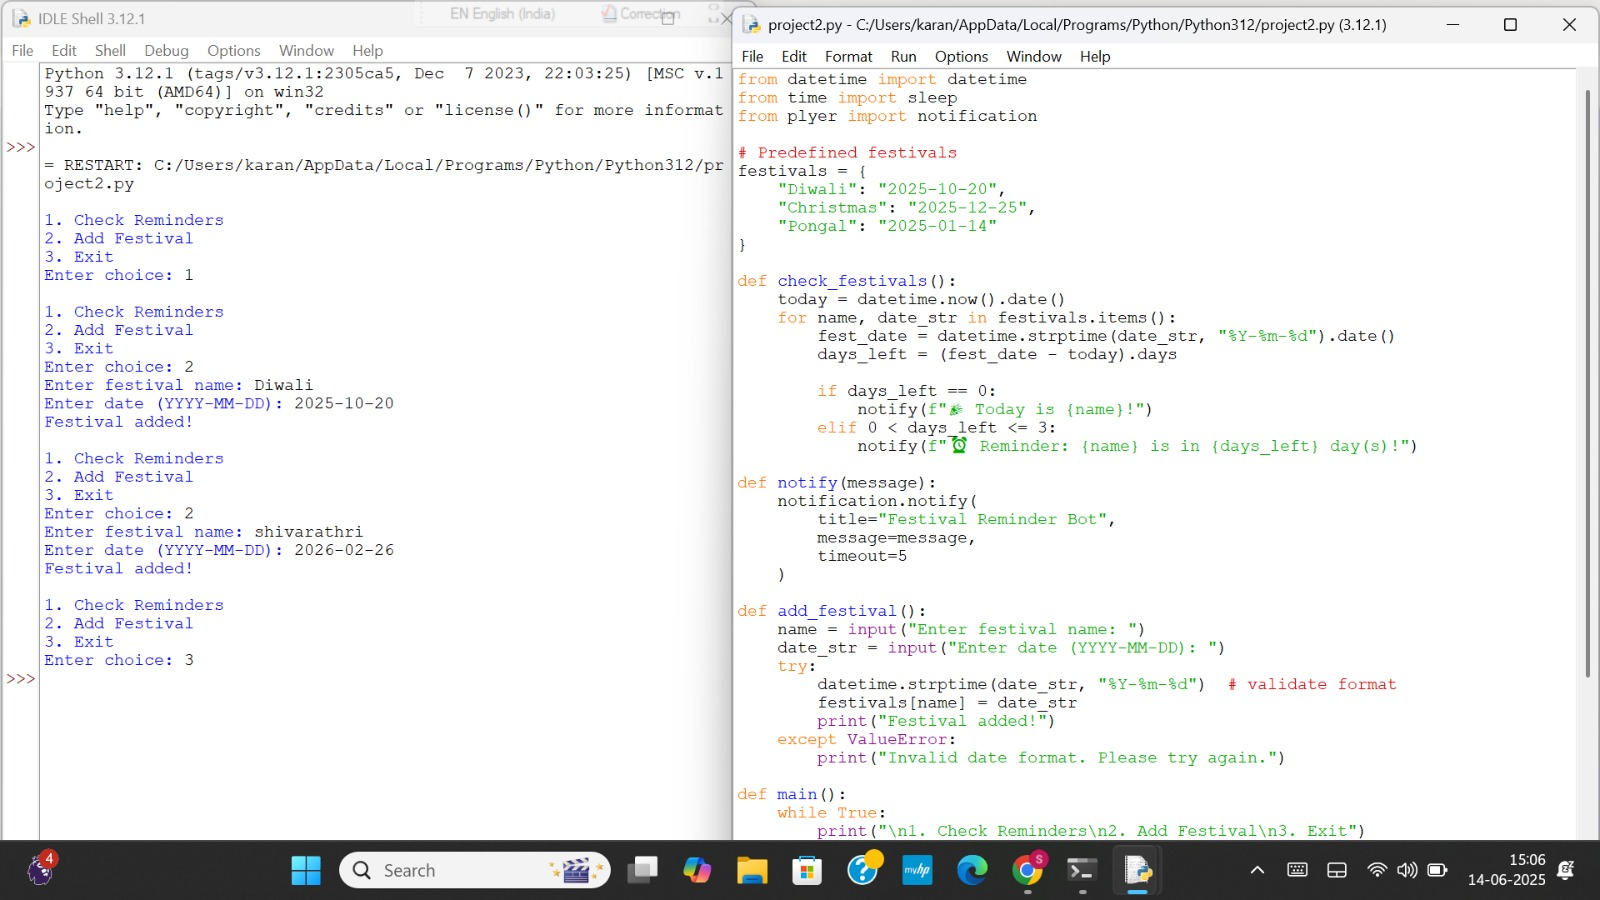 IDLE Shell 3.12.1
EN English (India)
Correction
File Edit Shell Debug Options Window Help
Python 3.12.1 (tags/v3.12.1:2305ca5, Dec  7 2023, 22:03:25) [MSC v.1
937 64 bit (AMD64)] on win32
Type "help", "copyright", "credits" or "license()" for more informat
ion.
>>>
= RESTART: C:/Users/karan/AppData/Local/Programs/Python/Python312/pr
oject2.py
1. Check Reminders
2. Add Festival
3. Exit
Enter choice: 1
1. Check Reminders
2. Add Festival
3. Exit
Enter choice: 2
Enter festival name: Diwali
Enter date (YYYY-MM-DD): 2025-10-20
Festival added!
1. Check Reminders
2. Add Festival
3. Exit
Enter choice: 2
Enter festival name: shivarathri
Enter date (YYYY-MM-DD): 2026-02-26
Festival added!
1. Check Reminders
2. Add Festival
3. Exit
Enter choice: 3
>>>
project2.py - C:/Users/karan/AppData/Local/Programs/Python/Python312/project2.py (3.12.1)
File Edit Format Run Options Window Help
from datetime import datetime
from time import sleep
from plyer import notification
# Predefined festivals
festivals = {
    "Diwali": "2025-10-20",
    "Christmas": "2025-12-25",
    "Pongal": "2025-01-14"
}
def check_festivals():
    today = datetime.now().date()
    for name, date_str in festivals.items():
        fest_date = datetime.strptime(date_str, "%Y-%m-%d").date()
        days_left = (fest_date - today).days
        if days_left == 0:
            notify(f"🎉 Today is {name}!")
        elif 0 < days_left <= 3:
            notify(f"⏰ Reminder: {name} is in {days_left} day(s)!")
def notify(message):
    notification.notify(
        title="Festival Reminder Bot",
        message=message,
        timeout=5
    )
def add_festival():
    name = input("Enter festival name: ")
    date_str = input("Enter date (YYYY-MM-DD): ")
    try:
        datetime.strptime(date_str, "%Y-%m-%d")  # validate format
        festivals[name] = date_str
        print("Festival added!")
    except ValueError:
        print("Invalid date format. Please try again.")
def main():
    while True:
        print("\n1. Check Reminders\n2. Add Festival\n3. Exit")
4
Search
myhp
S
15:06
14-06-2025